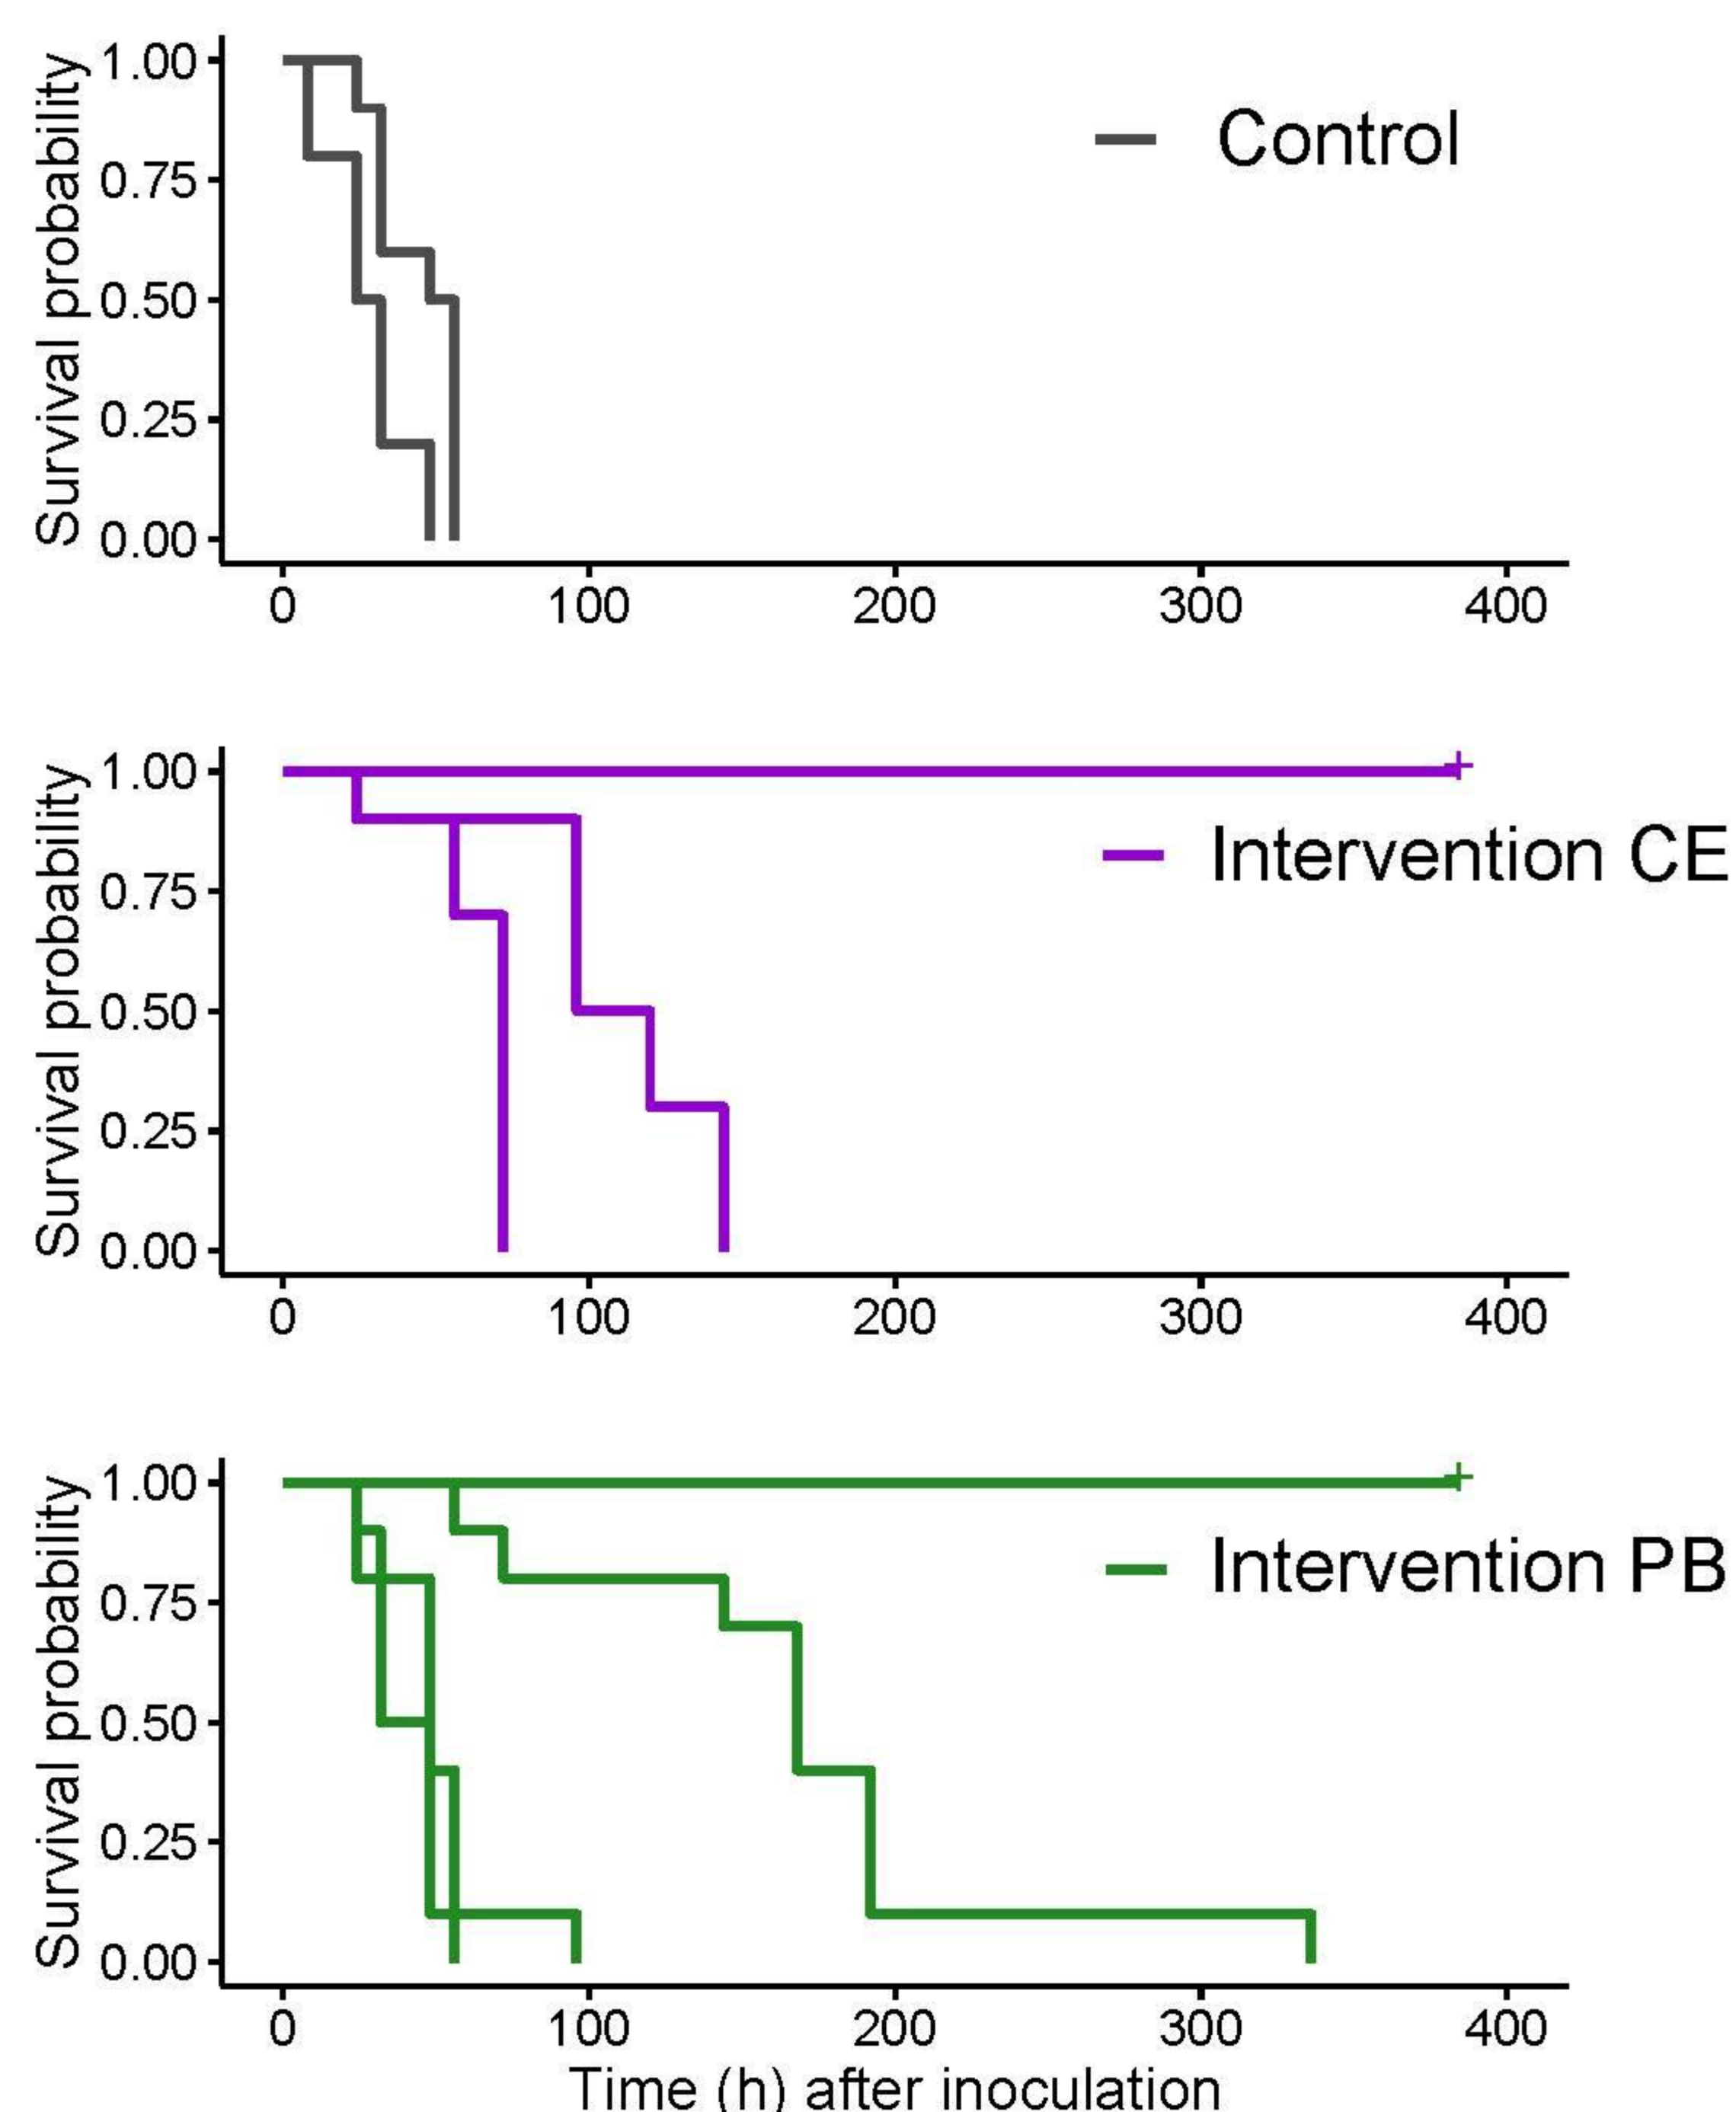 Survival probability
1.00
0.75
0.50
0.25
0.00
Control
0 100 200 300 400
Survival probability
1.00
0.75
0.50
0.25
0.00
Intervention CE
0 100 200 300 400
Survival probability
1.00
0.75
0.50
0.25
0.00
Intervention PB
0 100 200 300 400
Time (h) after inoculation